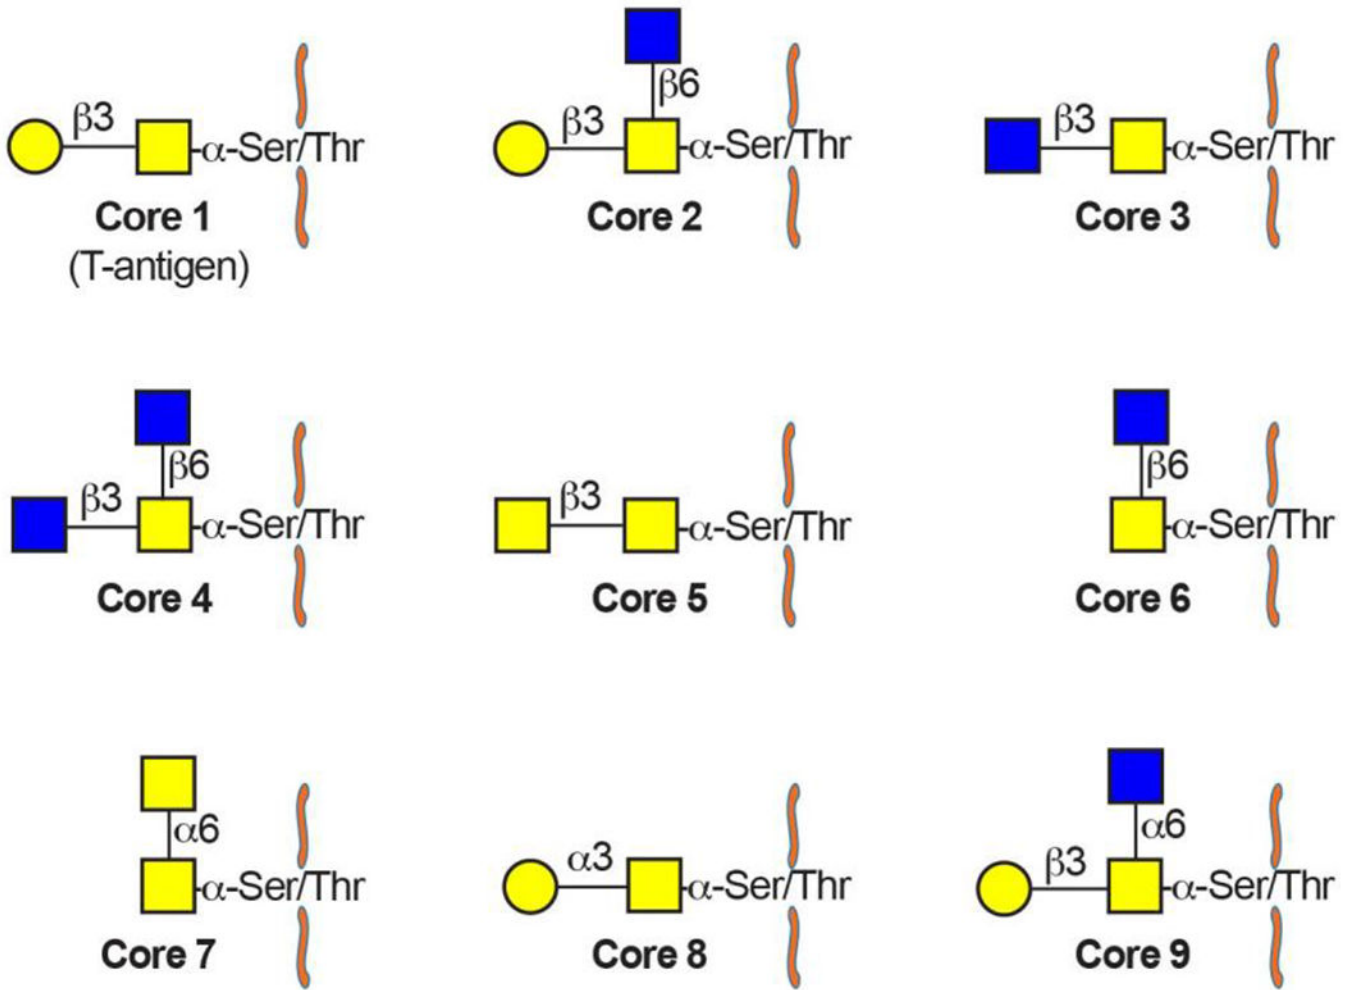 β6
β3 -α-Ser/Thr β3 -α-Ser/Thr β3 -α-Ser/Thr
Core 1 Core 2 Core 3
(T-antigen)
β6 β6
β3 -α-Ser/Thr β3 -α-Ser/Thr -α-Ser/Thr
Core 4 Core 5 Core 6
α6 α6
-α-Ser/Thr α3 -α-Ser/Thr β3 -α-Ser/Thr
Core 7 Core 8 Core 9